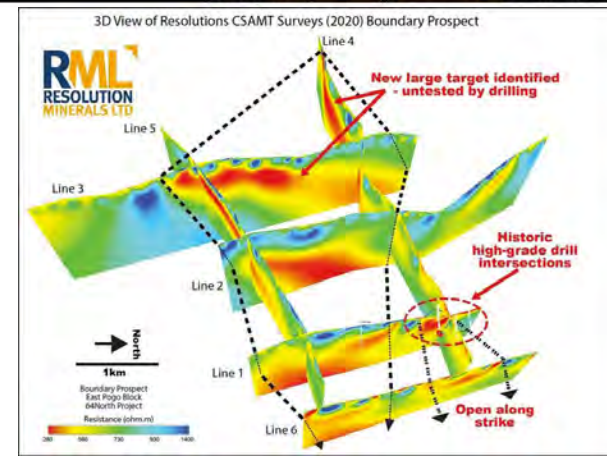 3D View of Resolutions CSAMT Surveys (2020) Boundary Prospect
RML
RESOLUTION
MINERALS LTD
Line 4
New large target identified
- untested by drilling
Line 5
Line 3
Historic
high-grade drill
intersections
Line 2
North
1km
Line 1
Boundary Prospect
East Pogo Block
64North Project
Resistance (ohm.m)
Open along
strike
Line 6